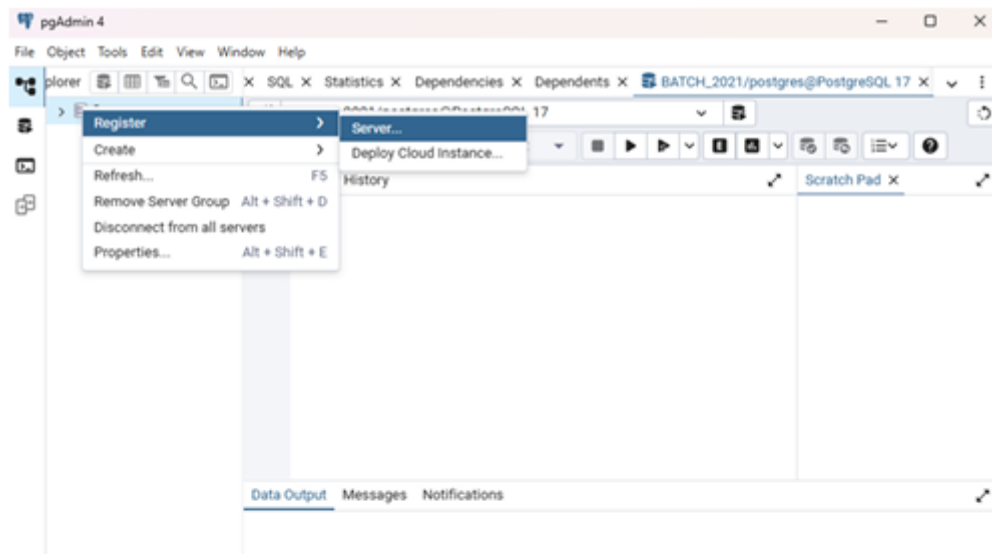 pgAdmin 4
File Object Tools Edit View Window Help
plorer SQL Statistics Dependencies Dependents BATCH_2021/postgres@PostgreSQL 17
17
Register
Server...
Create
Deploy Cloud Instance...
Refresh... F5
History
Scratch Pad
Remove Server Group Alt + Shift + D
Disconnect from all servers
Properties... Alt + Shift + E
Data Output Messages Notifications